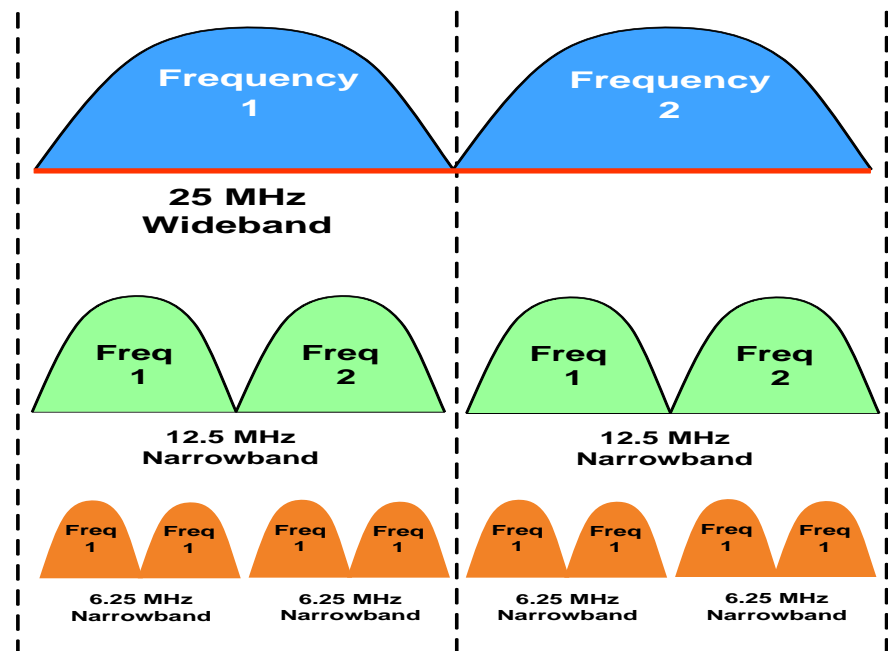 Frequency
1
Frequency
2
25 MHz
Wideband
Freq
1
Freq
2
Freq
1
Freq
2
12.5 MHz
Narrowband
12.5 MHz
Narrowband
Freq
1
Freq
1
Freq
1
Freq
1
Freq
1
Freq
1
Freq
1
Freq
1
6.25 MHz
Narrowband
6.25 MHz
Narrowband
6.25 MHz
Narrowband
6.25 MHz
Narrowband